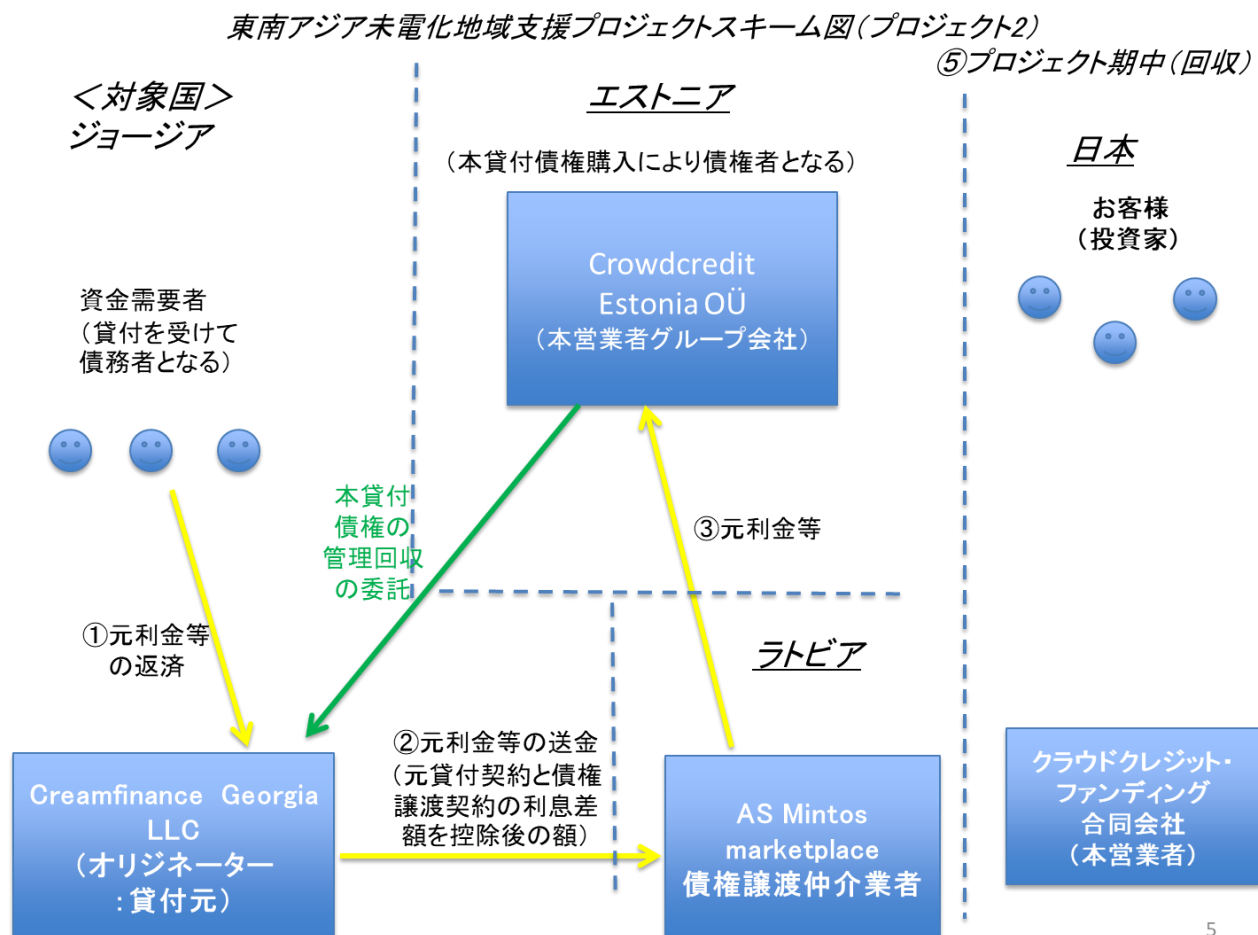 東南アジア未電化地域支援プロジェクトスキーム図(プロジェクト2)
⑤プロジェクト期中(回収)
<対象国>
ジョージア
エストニア
日本
(本貸付債権購入により債権者となる)
お客様
(投資家)
Crowdcredit
Estonia OÜ
(本営業者グループ会社)
資金需要者
(貸付を受けて
債務者となる)
本貸付
債権の
管理回収
の委託
③元利金等
①元利金等
の返済
ラトビア
②元利金等の送金
(元貸付契約と債権
譲渡契約の利息差
額を控除後の額)
Creamfinance Georgia
LLC
(オリジネーター
:貸付元)
AS Mintos
marketplace
債権譲渡仲介業者
クラウドクレジット・
ファンディング
合同会社
(本営業者)
5